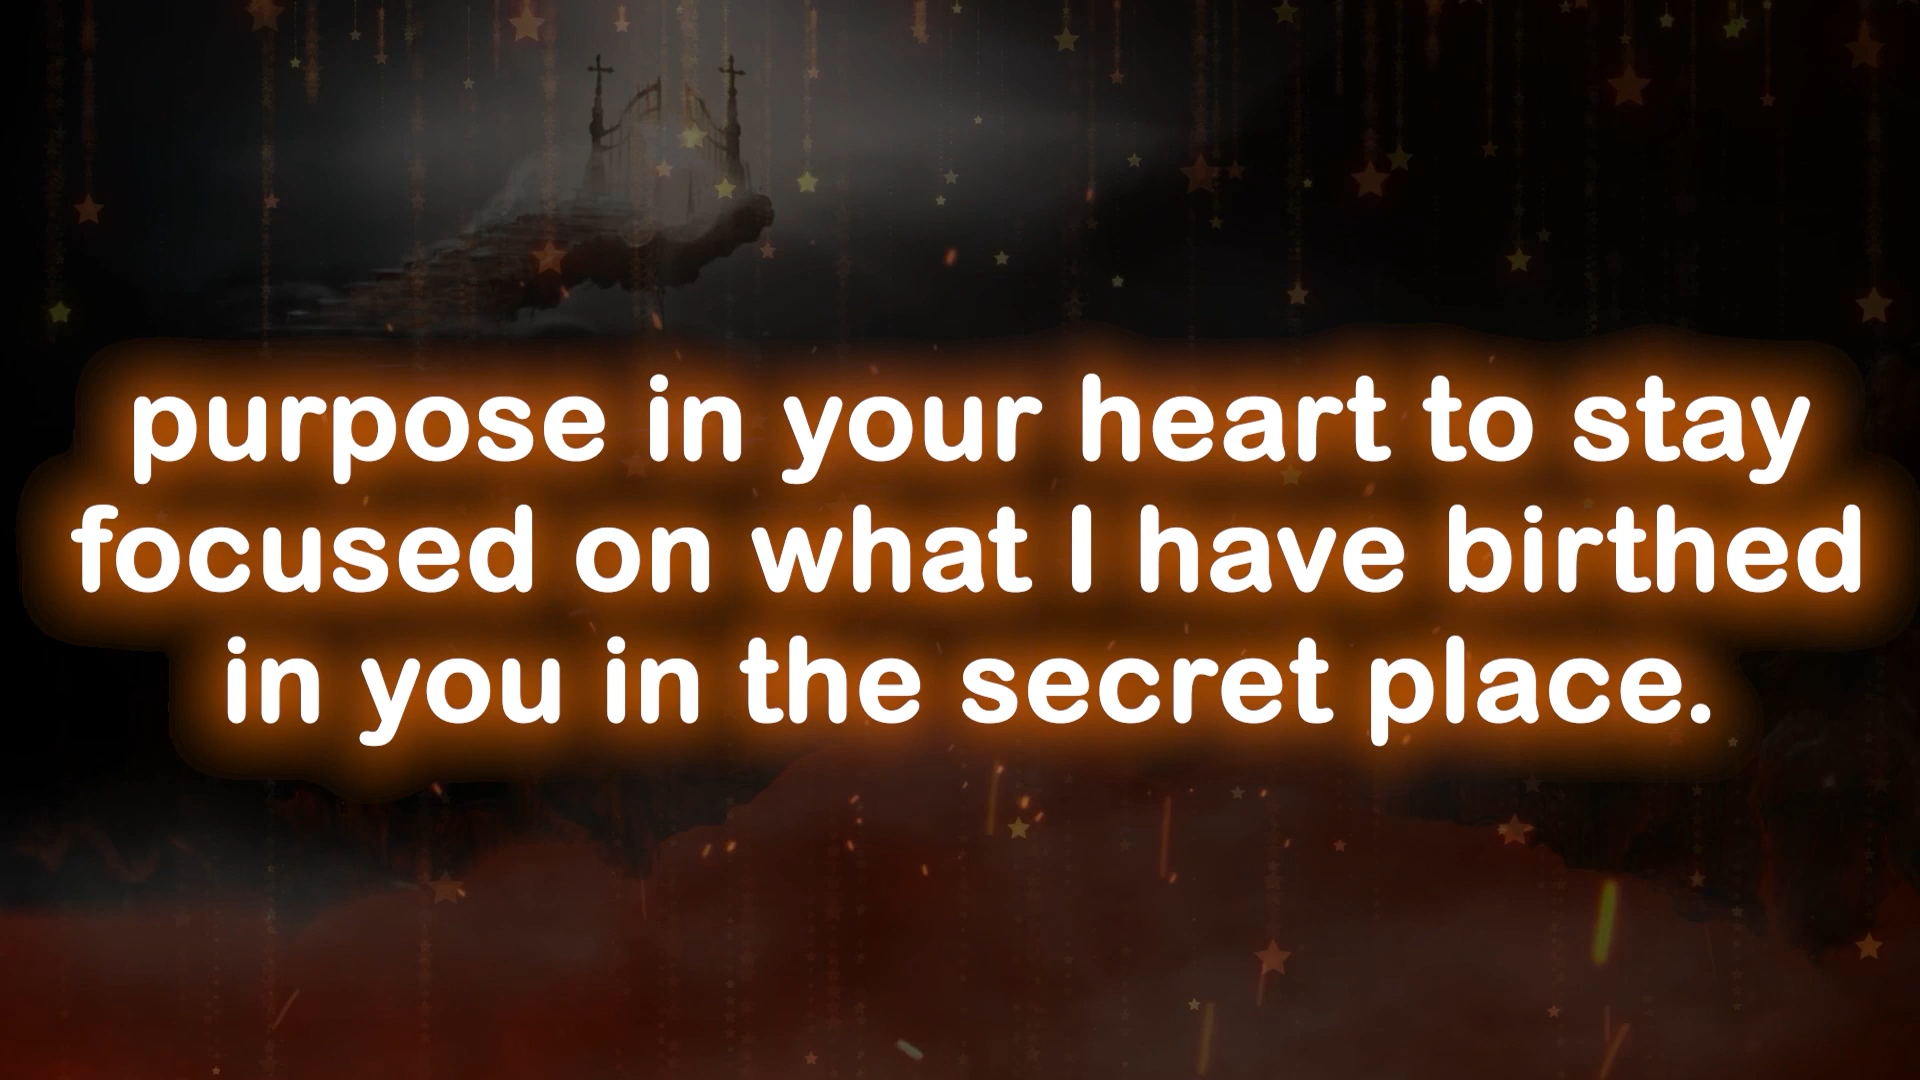 purpose in your heart to stay
focused on what I have birthed
in you in the secret place.